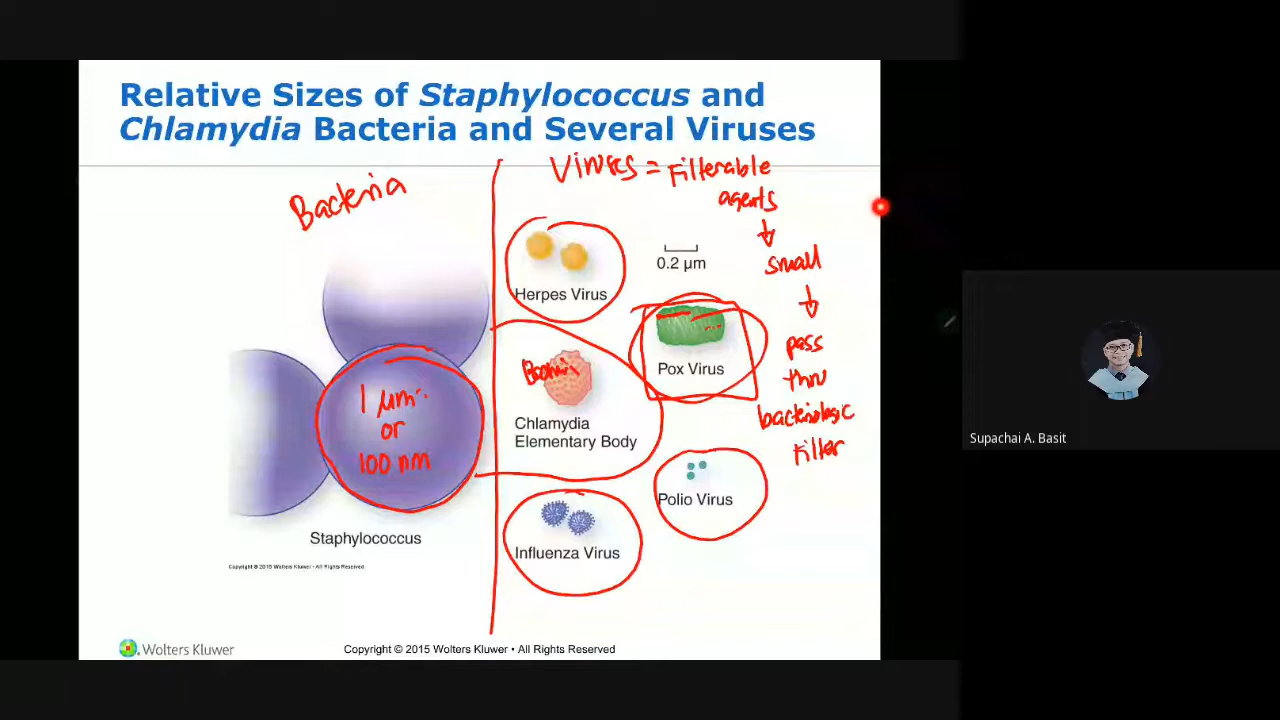 Relative Sizes of Staphylococcus and
Chlamydia Bacteria and Several Viruses
Bacteria
Viruses = Filterable
agents
small
pass
thru
bacteriologic
filter
0.2 µm
Herpes Virus
Pox Virus
Bacteria
Chlamydia
Elementary Body
1 µm
or
100 nm
Polio Virus
Influenza Virus
Staphylococcus
Copyright © 2015 Wolters Kluwer • All Rights Reserved
Wolters Kluwer
Copyright © 2015 Wolters Kluwer • All Rights Reserved
Supachai A. Basit